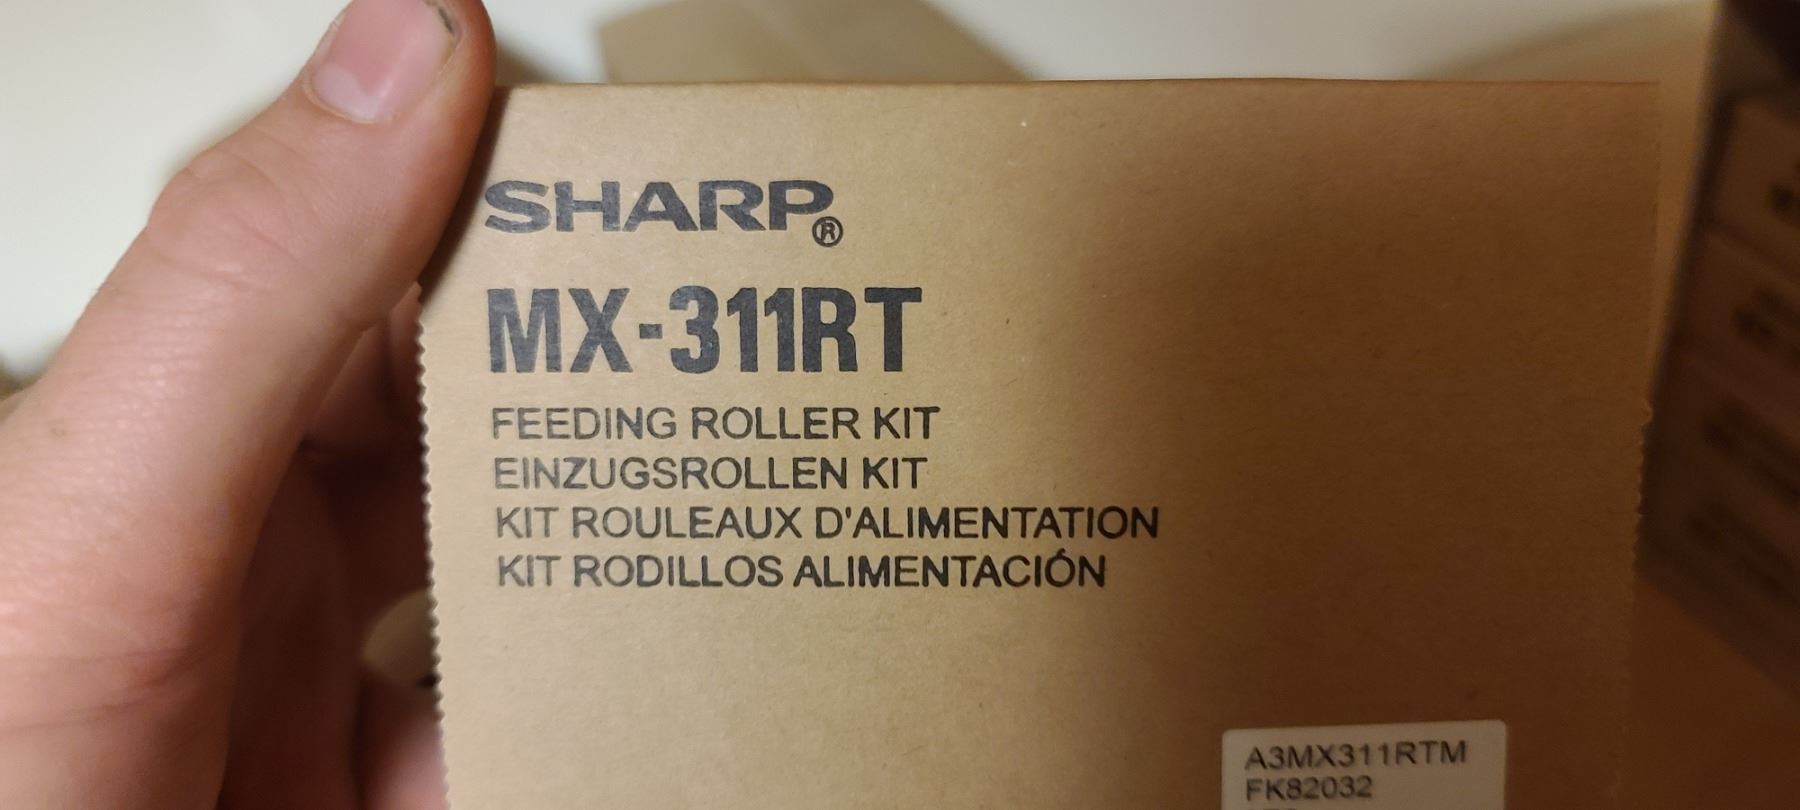 SHARP®
MX-311RT
FEEDING ROLLER KIT
EINZUGSROLLEN KIT
KIT ROULEAUX D'ALIMENTATION
KIT RODILLOS ALIMENTACIÓN
A3MX311RTM
FK82032